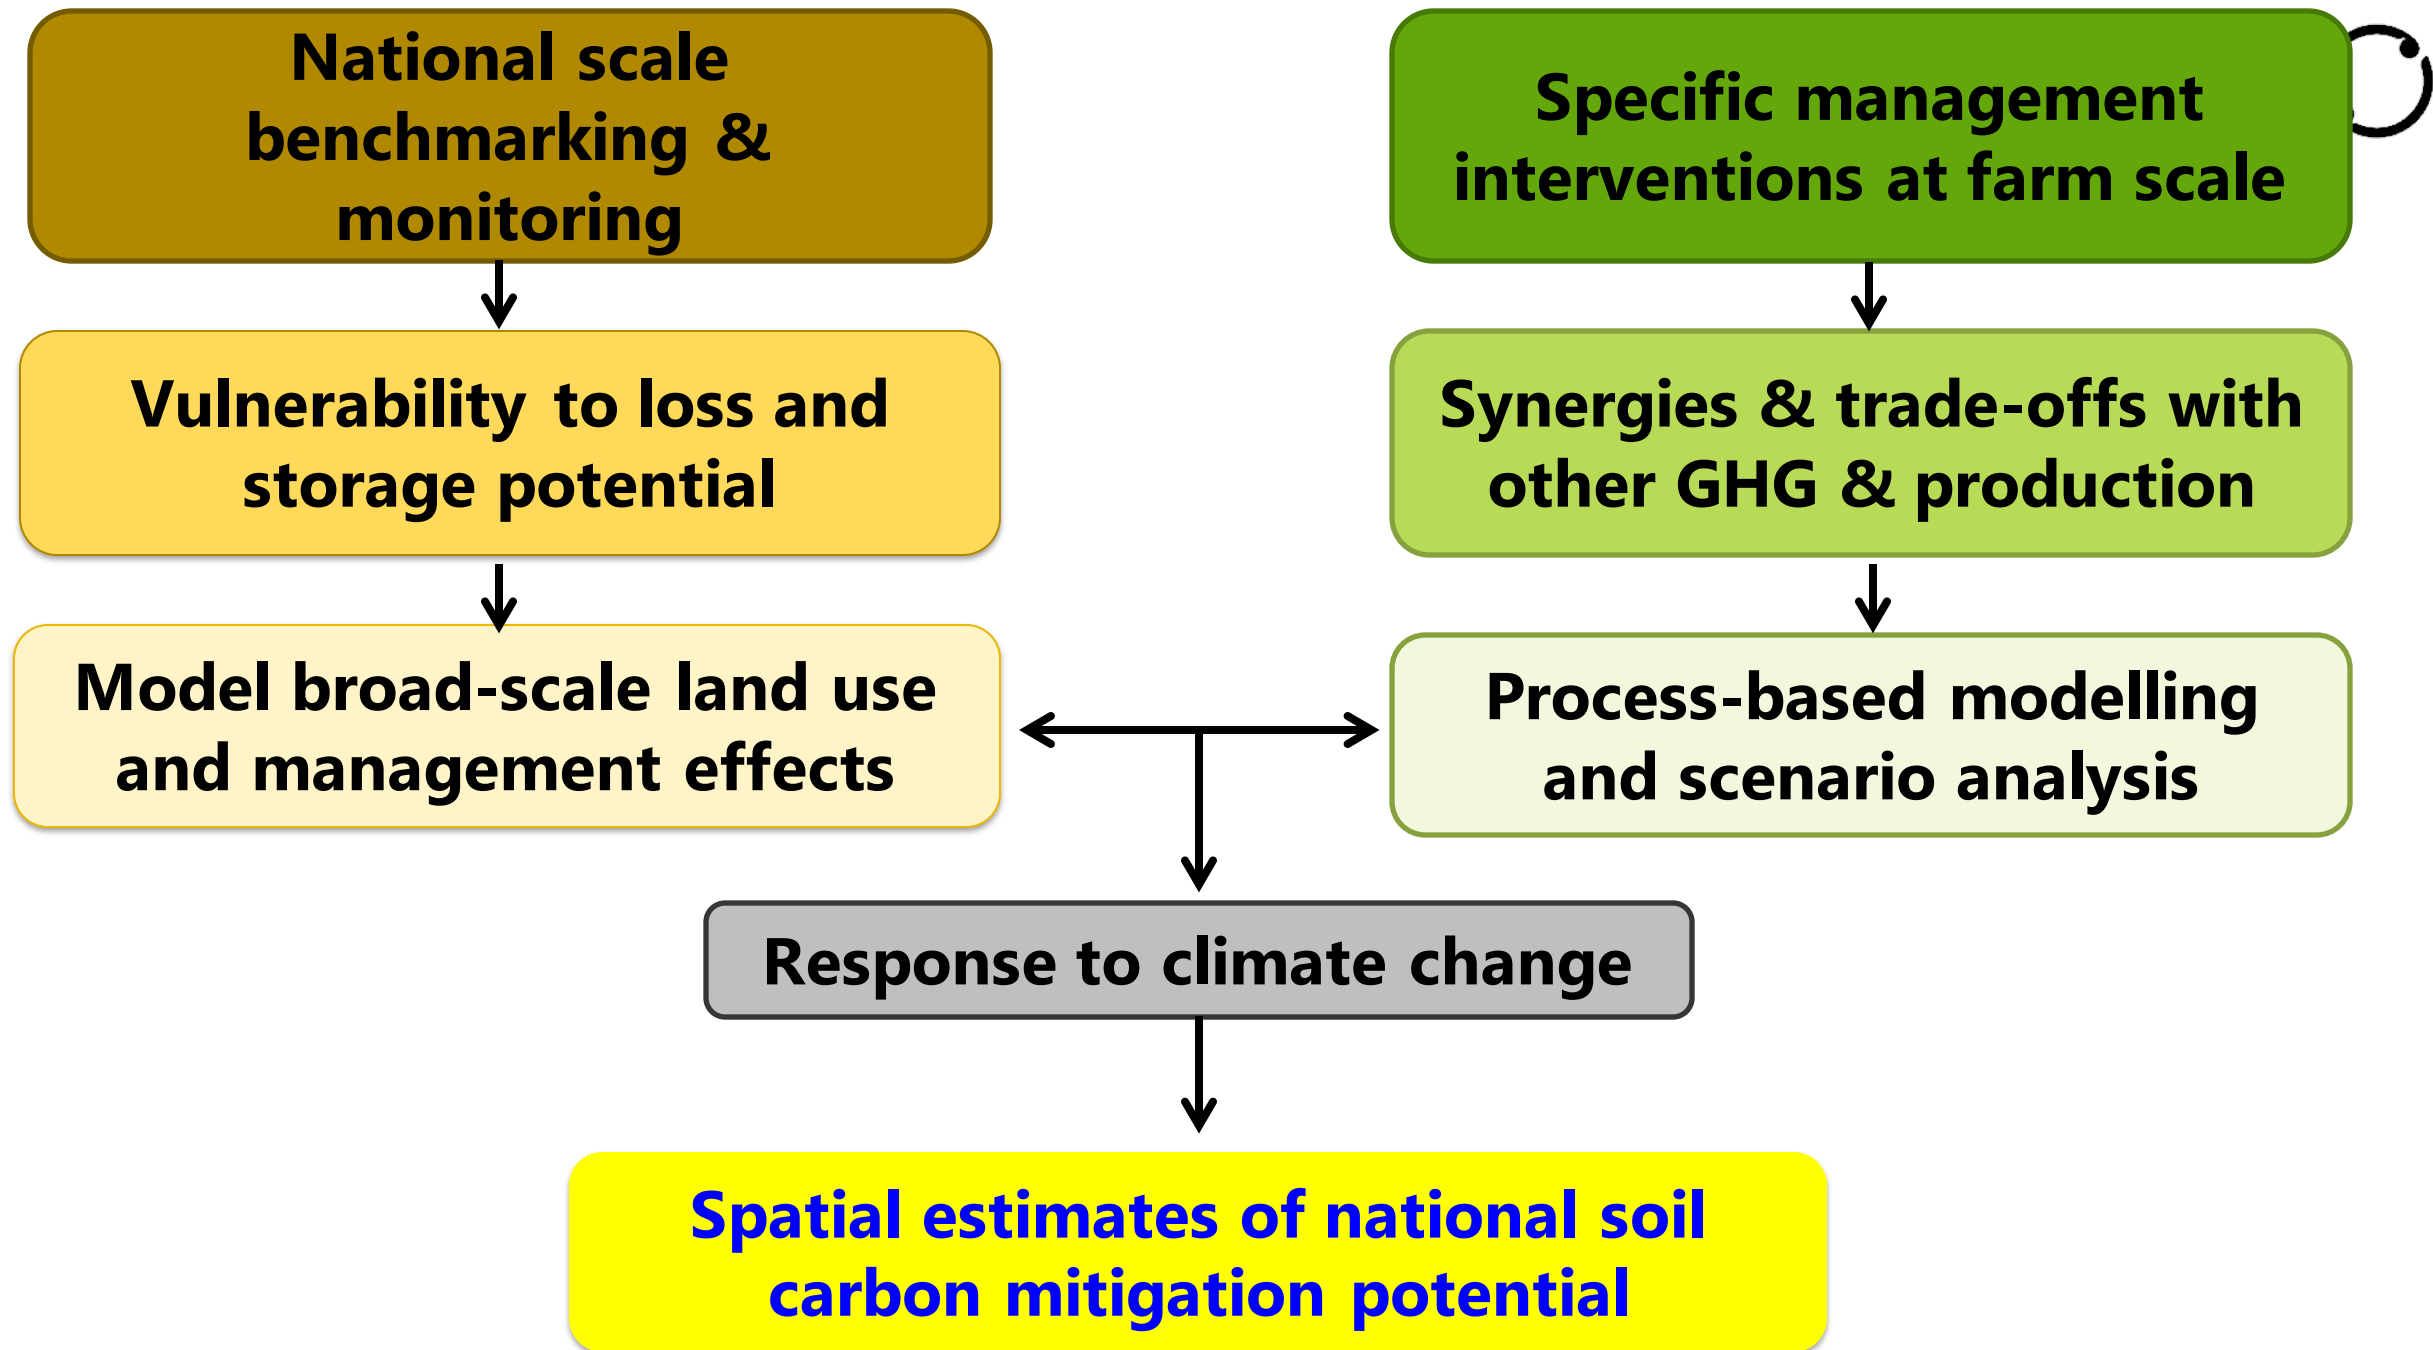 National scale
benchmarking &
monitoring
Vulnerability to loss and
storage potential
Model broad-scale land use
and management effects
Specific management
interventions at farm scale
Synergies & trade-offs with
other GHG & production
Process-based modelling
and scenario analysis
Response to climate change
Spatial estimates of national soil
carbon mitigation potential